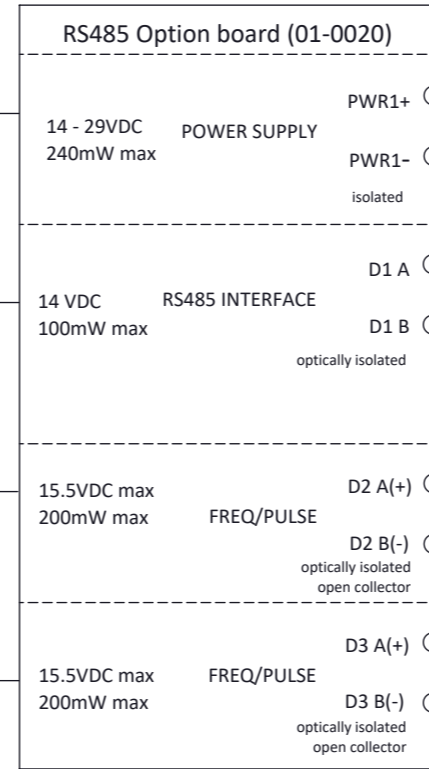 RS485 Option board (01-0020)
PWR1+
14 - 29VDC POWER SUPPLY
240mW max
PWR1-
isolated
D1 A
14 VDC RS485 INTERFACE
100mW max
D1 B
optically isolated
15.5VDC max
D2 A(+)
200mW max FREQ/PULSE
D2 B(-)
optically isolated
open collector
D3 A(+)
15.5VDC max FREQ/PULSE
200mW max
D3 B(-)
optically isolated
open collector